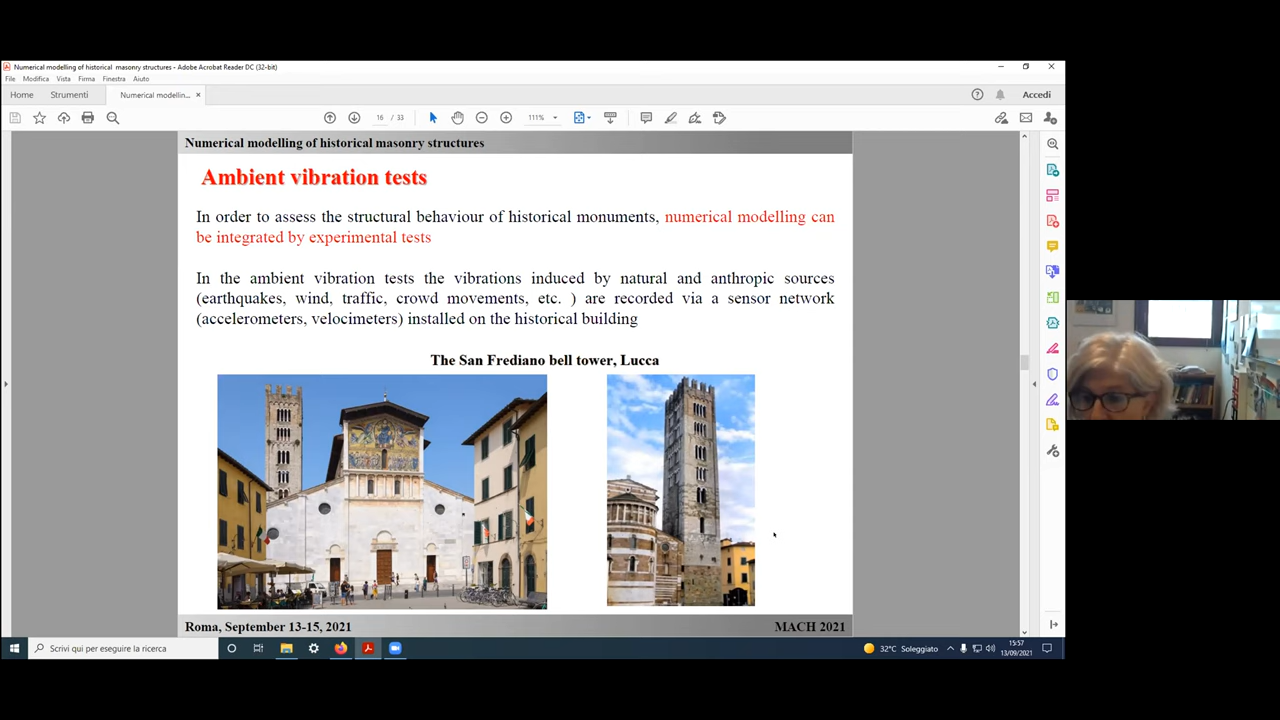 Numerical modelling of historical masonry structures - Adobe Acrobat Reader DC (32-bit)
File Modifica Vista Firma Finestra Aiuto
Home Strumenti Numerical modellin... × Accedi
16 / 33 111%
Numerical modelling of historical masonry structures
Ambient vibration tests
In order to assess the structural behaviour of historical monuments, numerical modelling can
be integrated by experimental tests
In the ambient vibration tests the vibrations induced by natural and anthropic sources
(earthquakes, wind, traffic, crowd movements, etc. ) are recorded via a sensor network
(accelerometers, velocimeters) installed on the historical building
The San Frediano bell tower, Lucca
Roma, September 13-15, 2021 MACH 2021
Scrivi qui per eseguire la ricerca
32°C Soleggiato
15:57
13/09/2021